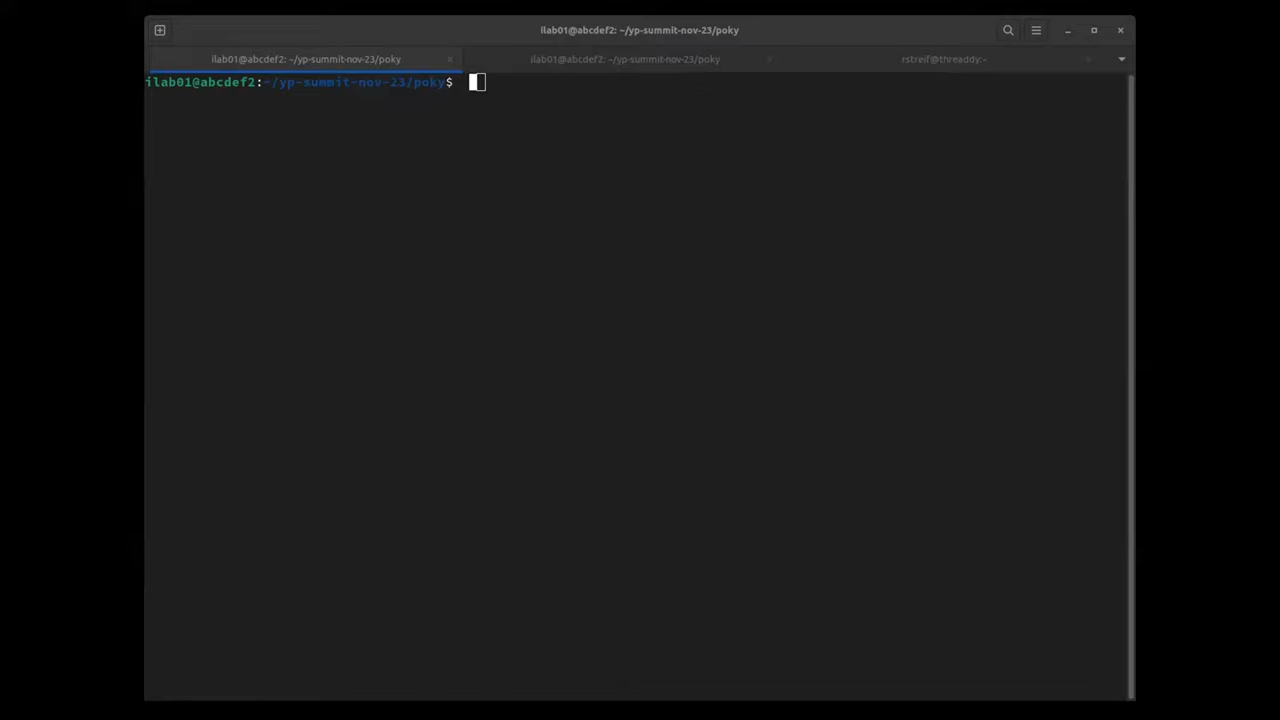 ilab01@abcdef2: ~/yp-summit-nov-23/poky
ilab01@abcdef2: ~/yp-summit-nov-23/poky
ilab01@abcdef2: ~/yp-summit-nov-23/poky
rstreif@threaddy:~
ilab01@abcdef2:~/yp-summit-nov-23/poky$